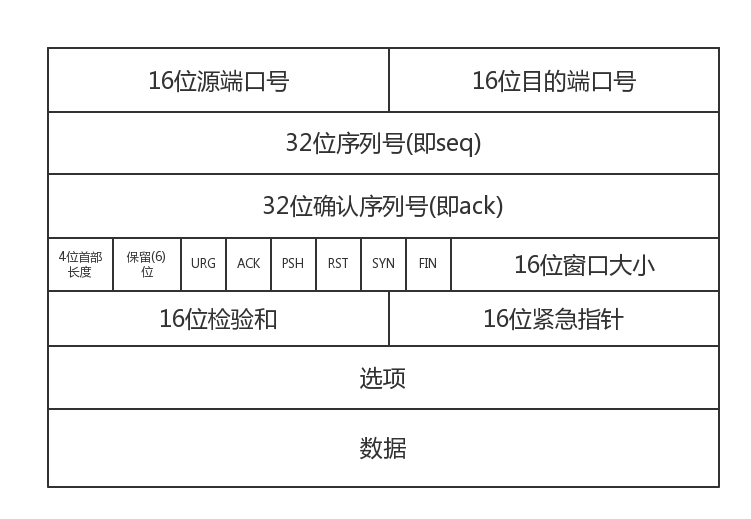 16位源端口号
16位目的端口号
32位序列号(即seq)
32位确认序列号(即ack)
4位首部
长度
保留(6)
位
URG
ACK
PSH
RST
SYN
FIN
16位窗口大小
16位检验和
16位紧急指针
选项
数据